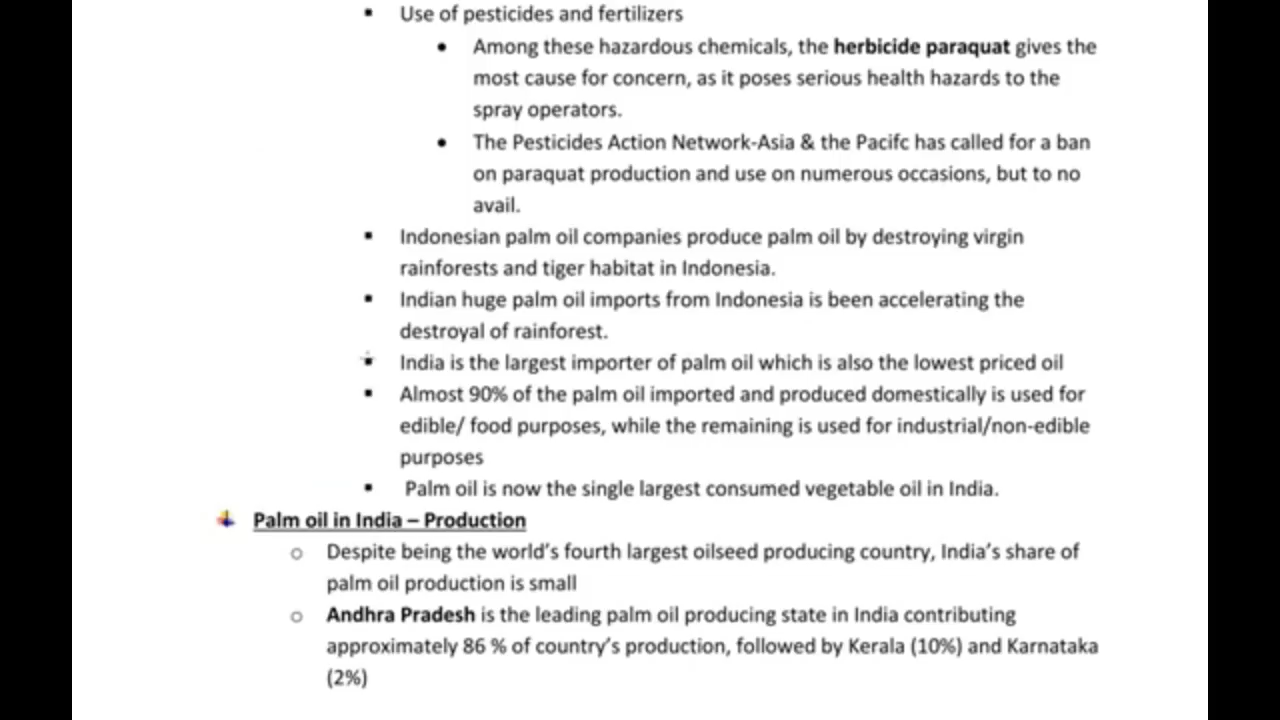 ▪ Use of pesticides and fertilizers
• Among these hazardous chemicals, the herbicide paraquat gives the
most cause for concern, as it poses serious health hazards to the
spray operators.
• The Pesticides Action Network-Asia & the Pacifc has called for a ban
on paraquat production and use on numerous occasions, but to no
avail.
▪ Indonesian palm oil companies produce palm oil by destroying virgin
rainforests and tiger habitat in Indonesia.
▪ Indian huge palm oil imports from Indonesia is been accelerating the
destroyal of rainforest.
▪ India is the largest importer of palm oil which is also the lowest priced oil
▪ Almost 90% of the palm oil imported and produced domestically is used for
edible/ food purposes, while the remaining is used for industrial/non-edible
purposes
▪ Palm oil is now the single largest consumed vegetable oil in India.
Palm oil in India – Production
o Despite being the world's fourth largest oilseed producing country, India's share of
palm oil production is small
o Andhra Pradesh is the leading palm oil producing state in India contributing
approximately 86 % of country's production, followed by Kerala (10%) and Karnataka
(2%)